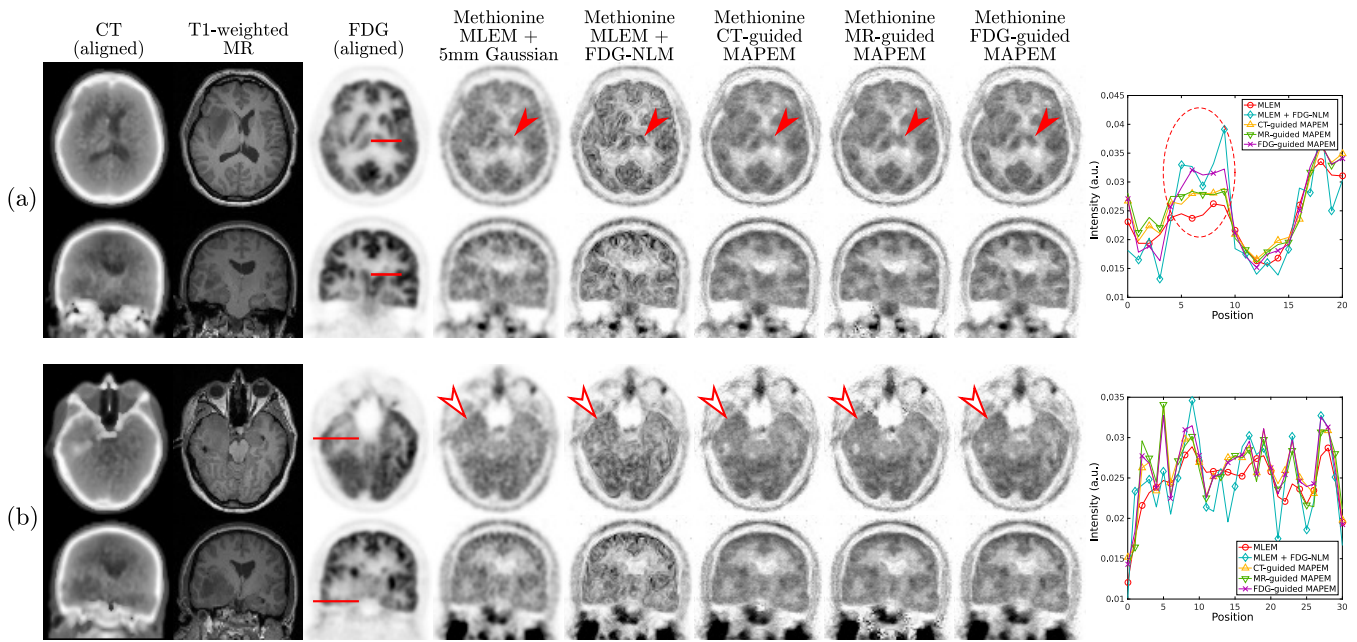 CT
(aligned)
T1-weighted
MR
FDG
(aligned)
Methionine
MLEM +
5mm Gaussian
Methionine
MLEM +
FDG-NLM
Methionine
CT-guided
MAPEM
Methionine
MR-guided
MAPEM
Methionine
FDG-guided
MAPEM
(a)
0.045
0.04
0.035
0.03
0.025
0.02
0.015
0.01
0 5 10 15 20
Intensity (a.u.)
Position
MLEM
MLEM + FDG-NLM
CT-guided MAPEM
MR-guided MAPEM
FDG-guided MAPEM
(b)
0.035
0.03
0.025
0.02
0.015
0.01
0 5 10 15 20 25 30
Intensity (a.u.)
Position
MLEM
MLEM + FDG-NLM
CT-guided MAPEM
MR-guided MAPEM
FDG-guided MAPEM